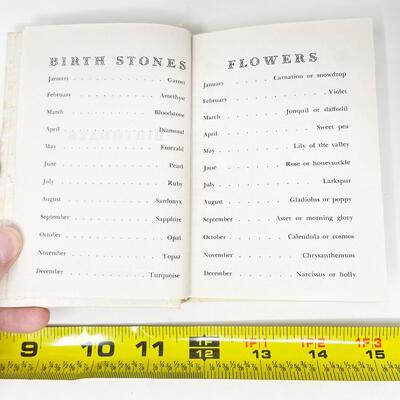 BIRTH STONES
January . . . . . . . Garnet
February . . . . . . Amethyst
March . . . . . . Bloodstone
April . . . . . . . Diamond
May . . . . . . . Emerald
June . . . . . . . . Pearl
July . . . . . . . . Ruby
August . . . . . . Sardonyx
September . . . . . Sapphire
October . . . . . . . Opal
November . . . . . . Topaz
December . . . . . Turquoise
FLOWERS
January . . . . Carnation or snowdrop
February . . . . . . . . . Violet
March . . . . . Jonquil or daffodil
April . . . . . . . . Sweet pea
May . . . . . . Lily of the valley
June . . . . . Rose or honeysuckle
July . . . . . . . . . Larkspur
August . . . . . Gladiolus or poppy
September . . . Aster or morning glory
October . . . . Calendula or cosmos
November . . . . . Chrysanthemum
December . . . . Narcissus or holly
9 10 11 1F 12 1F1 13 1F2 14 1F3 15